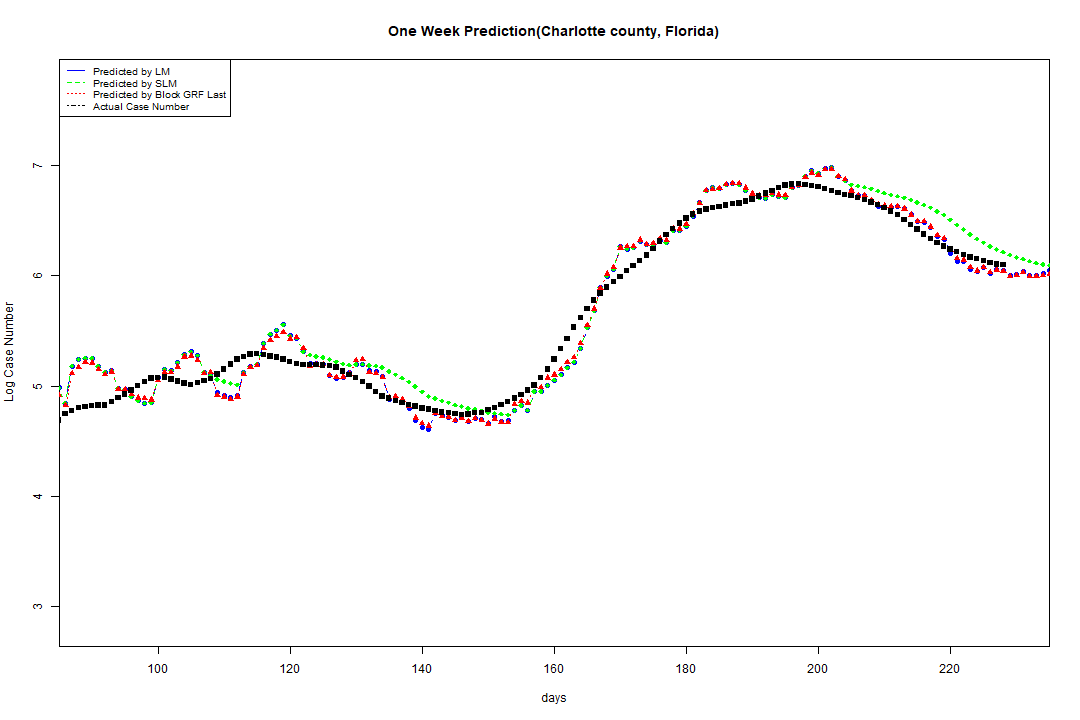 One Week Prediction(Charlotte county, Florida)
Predicted by LM
Predicted by SLM
Predicted by Block GRF Last
Actual Case Number
7
6
5
4
3
Log Case Number
100 120 140 160 180 200 220
days